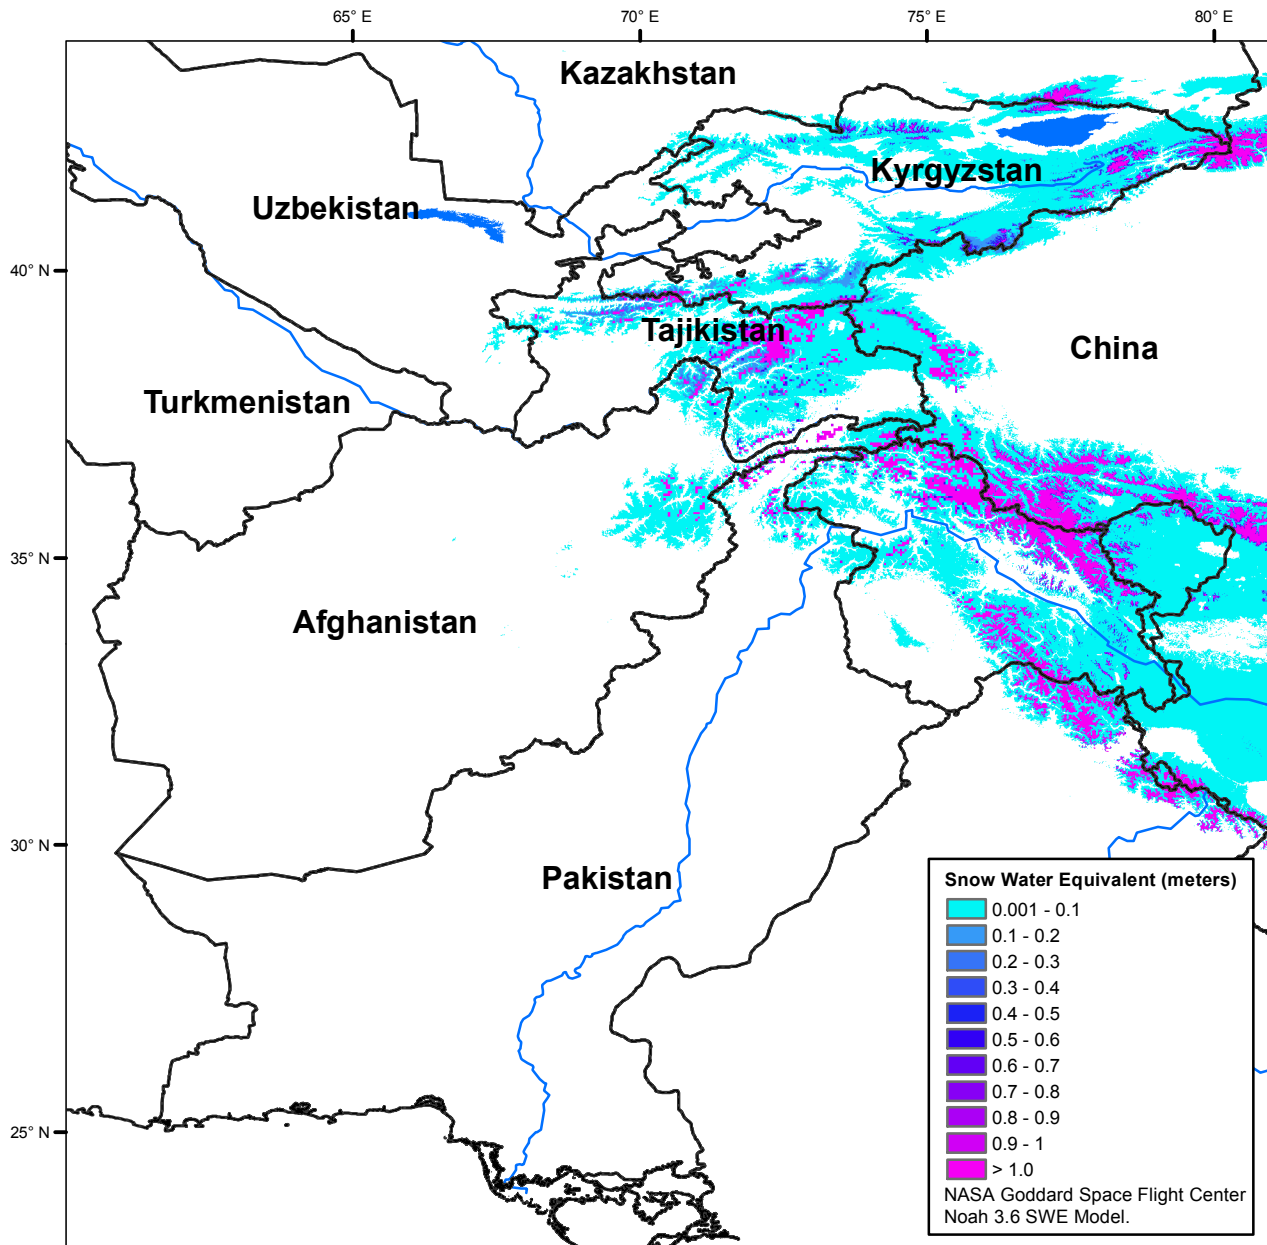 65° E
70° E
75° E
80° E
Kazakhstan
Kyrgyzstan
Uzbekistan
40° N
Tajikistan
China
Turkmenistan
35° N
Afghanistan
30° N
Pakistan
25° N
Snow Water Equivalent (meters)
0.001 - 0.1
0.1 - 0.2
0.2 - 0.3
0.3 - 0.4
0.4 - 0.5
0.5 - 0.6
0.6 - 0.7
0.7 - 0.8
0.8 - 0.9
0.9 - 1
> 1.0
NASA Goddard Space Flight Center
Noah 3.6 SWE Model.